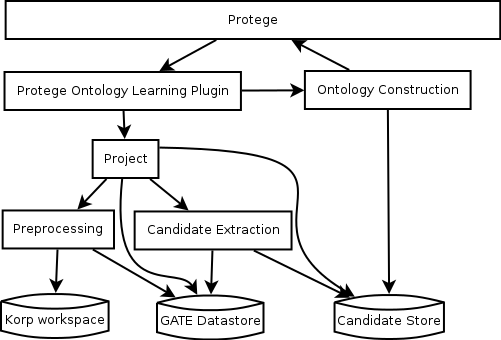 Protege
Protege Ontology Learning Plugin
Ontology Construction
Project
Preprocessing
Candidate Extraction
Korp workspace
GATE Datastore
Candidate Store